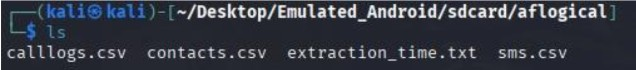 ┌──(kali㉿kali)-[~/Desktop/Emulated_Android/sdcard/aflogical]
└─$ ls
calllogs.csv  contacts.csv  extraction_time.txt  sms.csv